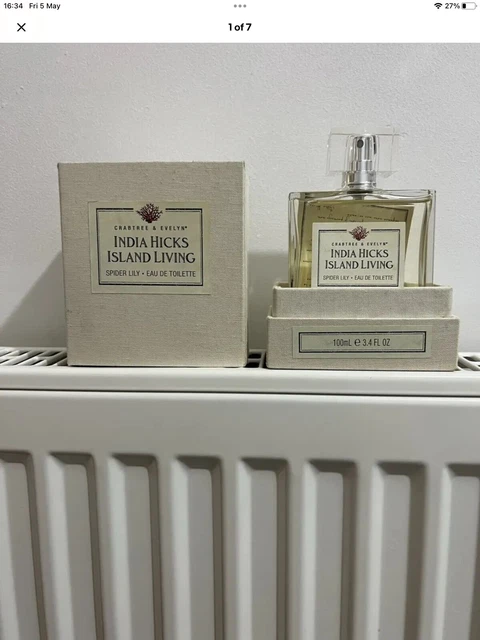 16:34 Fri 5 May
27%
1 of 7
CRABTREE & EVELYN®
INDIA HICKS
ISLAND LIVING
SPIDER LILY • EAU DE TOILETTE
CRABTREE & EVELYN®
INDIA HICKS
ISLAND LIVING
SPIDER LILY • EAU DE TOILETTE
100mL ℮ 3.4 FL OZ